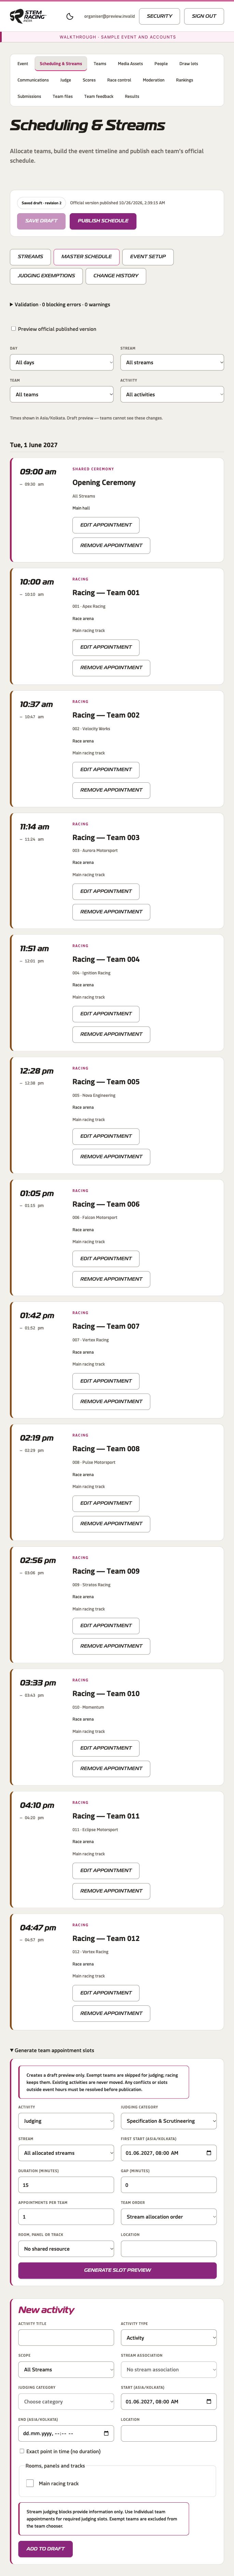 STEM RACING
organiser@preview.invalid
SECURITY
SIGN OUT
WALKTHROUGH · SAMPLE EVENT AND ACCOUNTS
Event
Scheduling & Streams
Teams
Media Assets
People
Draw lots
Communications
Judge
Scores
Race control
Moderation
Rankings
Submissions
Team files
Team feedback
Results
Scheduling & Streams
Allocate teams, build the event timeline and publish each team's official
schedule.
Saved draft · revision 2
Official version published 10/26/2026, 2:39:15 AM
SAVE DRAFT
PUBLISH SCHEDULE
STREAMS
MASTER SCHEDULE
EVENT SETUP
JUDGING EXEMPTIONS
CHANGE HISTORY
Validation · 0 blocking errors · 0 warnings
Preview official published version
DAY
STREAM
All days
All streams
TEAM
ACTIVITY
All teams
All activities
Times shown in Asia/Kolkata. Draft preview — teams cannot see these changes.
Tue, 1 June 2027
09:00 am
— 09:30 am
SHARED CEREMONY
Opening Ceremony
All Streams
Main hall
EDIT APPOINTMENT
REMOVE APPOINTMENT
10:00 am
— 10:10 am
RACING
Racing — Team 001
001 · Apex Racing
Race arena
Main racing track
EDIT APPOINTMENT
REMOVE APPOINTMENT
10:37 am
— 10:47 am
RACING
Racing — Team 002
002 · Velocity Works
Race arena
Main racing track
EDIT APPOINTMENT
REMOVE APPOINTMENT
11:14 am
— 11:24 am
RACING
Racing — Team 003
003 · Aurora Motorsport
Race arena
Main racing track
EDIT APPOINTMENT
REMOVE APPOINTMENT
11:51 am
— 12:01 pm
RACING
Racing — Team 004
004 · Ignition Racing
Race arena
Main racing track
EDIT APPOINTMENT
REMOVE APPOINTMENT
12:28 pm
— 12:38 pm
RACING
Racing — Team 005
005 · Nova Engineering
Race arena
Main racing track
EDIT APPOINTMENT
REMOVE APPOINTMENT
01:05 pm
— 01:15 pm
RACING
Racing — Team 006
006 · Falcon Motorsport
Race arena
Main racing track
EDIT APPOINTMENT
REMOVE APPOINTMENT
01:42 pm
— 01:52 pm
RACING
Racing — Team 007
007 · Vertex Racing
Race arena
Main racing track
EDIT APPOINTMENT
REMOVE APPOINTMENT
02:19 pm
— 02:29 pm
RACING
Racing — Team 008
008 · Pulse Motorsport
Race arena
Main racing track
EDIT APPOINTMENT
REMOVE APPOINTMENT
02:56 pm
— 03:06 pm
RACING
Racing — Team 009
009 · Stratos Racing
Race arena
Main racing track
EDIT APPOINTMENT
REMOVE APPOINTMENT
03:33 pm
— 03:43 pm
RACING
Racing — Team 010
010 · Momentum
Race arena
Main racing track
EDIT APPOINTMENT
REMOVE APPOINTMENT
04:10 pm
— 04:20 pm
RACING
Racing — Team 011
011 · Eclipse Motorsport
Race arena
Main racing track
EDIT APPOINTMENT
REMOVE APPOINTMENT
04:47 pm
— 04:57 pm
RACING
Racing — Team 012
012 · Vortex Racing
Race arena
Main racing track
EDIT APPOINTMENT
REMOVE APPOINTMENT
Generate team appointment slots
Creates a draft preview only. Exempt teams are skipped for judging, racing
keeps them. Existing activities are never moved. Any conflicts or slots
outside event hours must be resolved before publication.
ACTIVITY
JUDGING CATEGORY
Judging
Specification & Scrutineering
STREAM
FIRST START (ASIA/KOLKATA)
All allocated streams
01.06.2027, 08:00 AM
DURATION (MINUTES)
GAP (MINUTES)
15
0
APPOINTMENTS PER TEAM
TEAM ORDER
1
Stream allocation order
ROOM, PANEL OR TRACK
LOCATION
No shared resource
GENERATE SLOT PREVIEW
New activity
ACTIVITY TITLE
ACTIVITY TYPE
Activity
SCOPE
STREAM ASSOCIATION
All Streams
No stream association
JUDGING CATEGORY
START (ASIA/KOLKATA)
Choose category
01.06.2027, 08:00 AM
END (ASIA/KOLKATA)
LOCATION
dd.mm.yyyy, --:-- --
Exact point in time (no duration)
Rooms, panels and tracks
Main racing track
Stream judging blocks provide information only. Use individual team
appointments for required judging slots. Exempt teams are excluded from
the team chooser.
ADD TO DRAFT